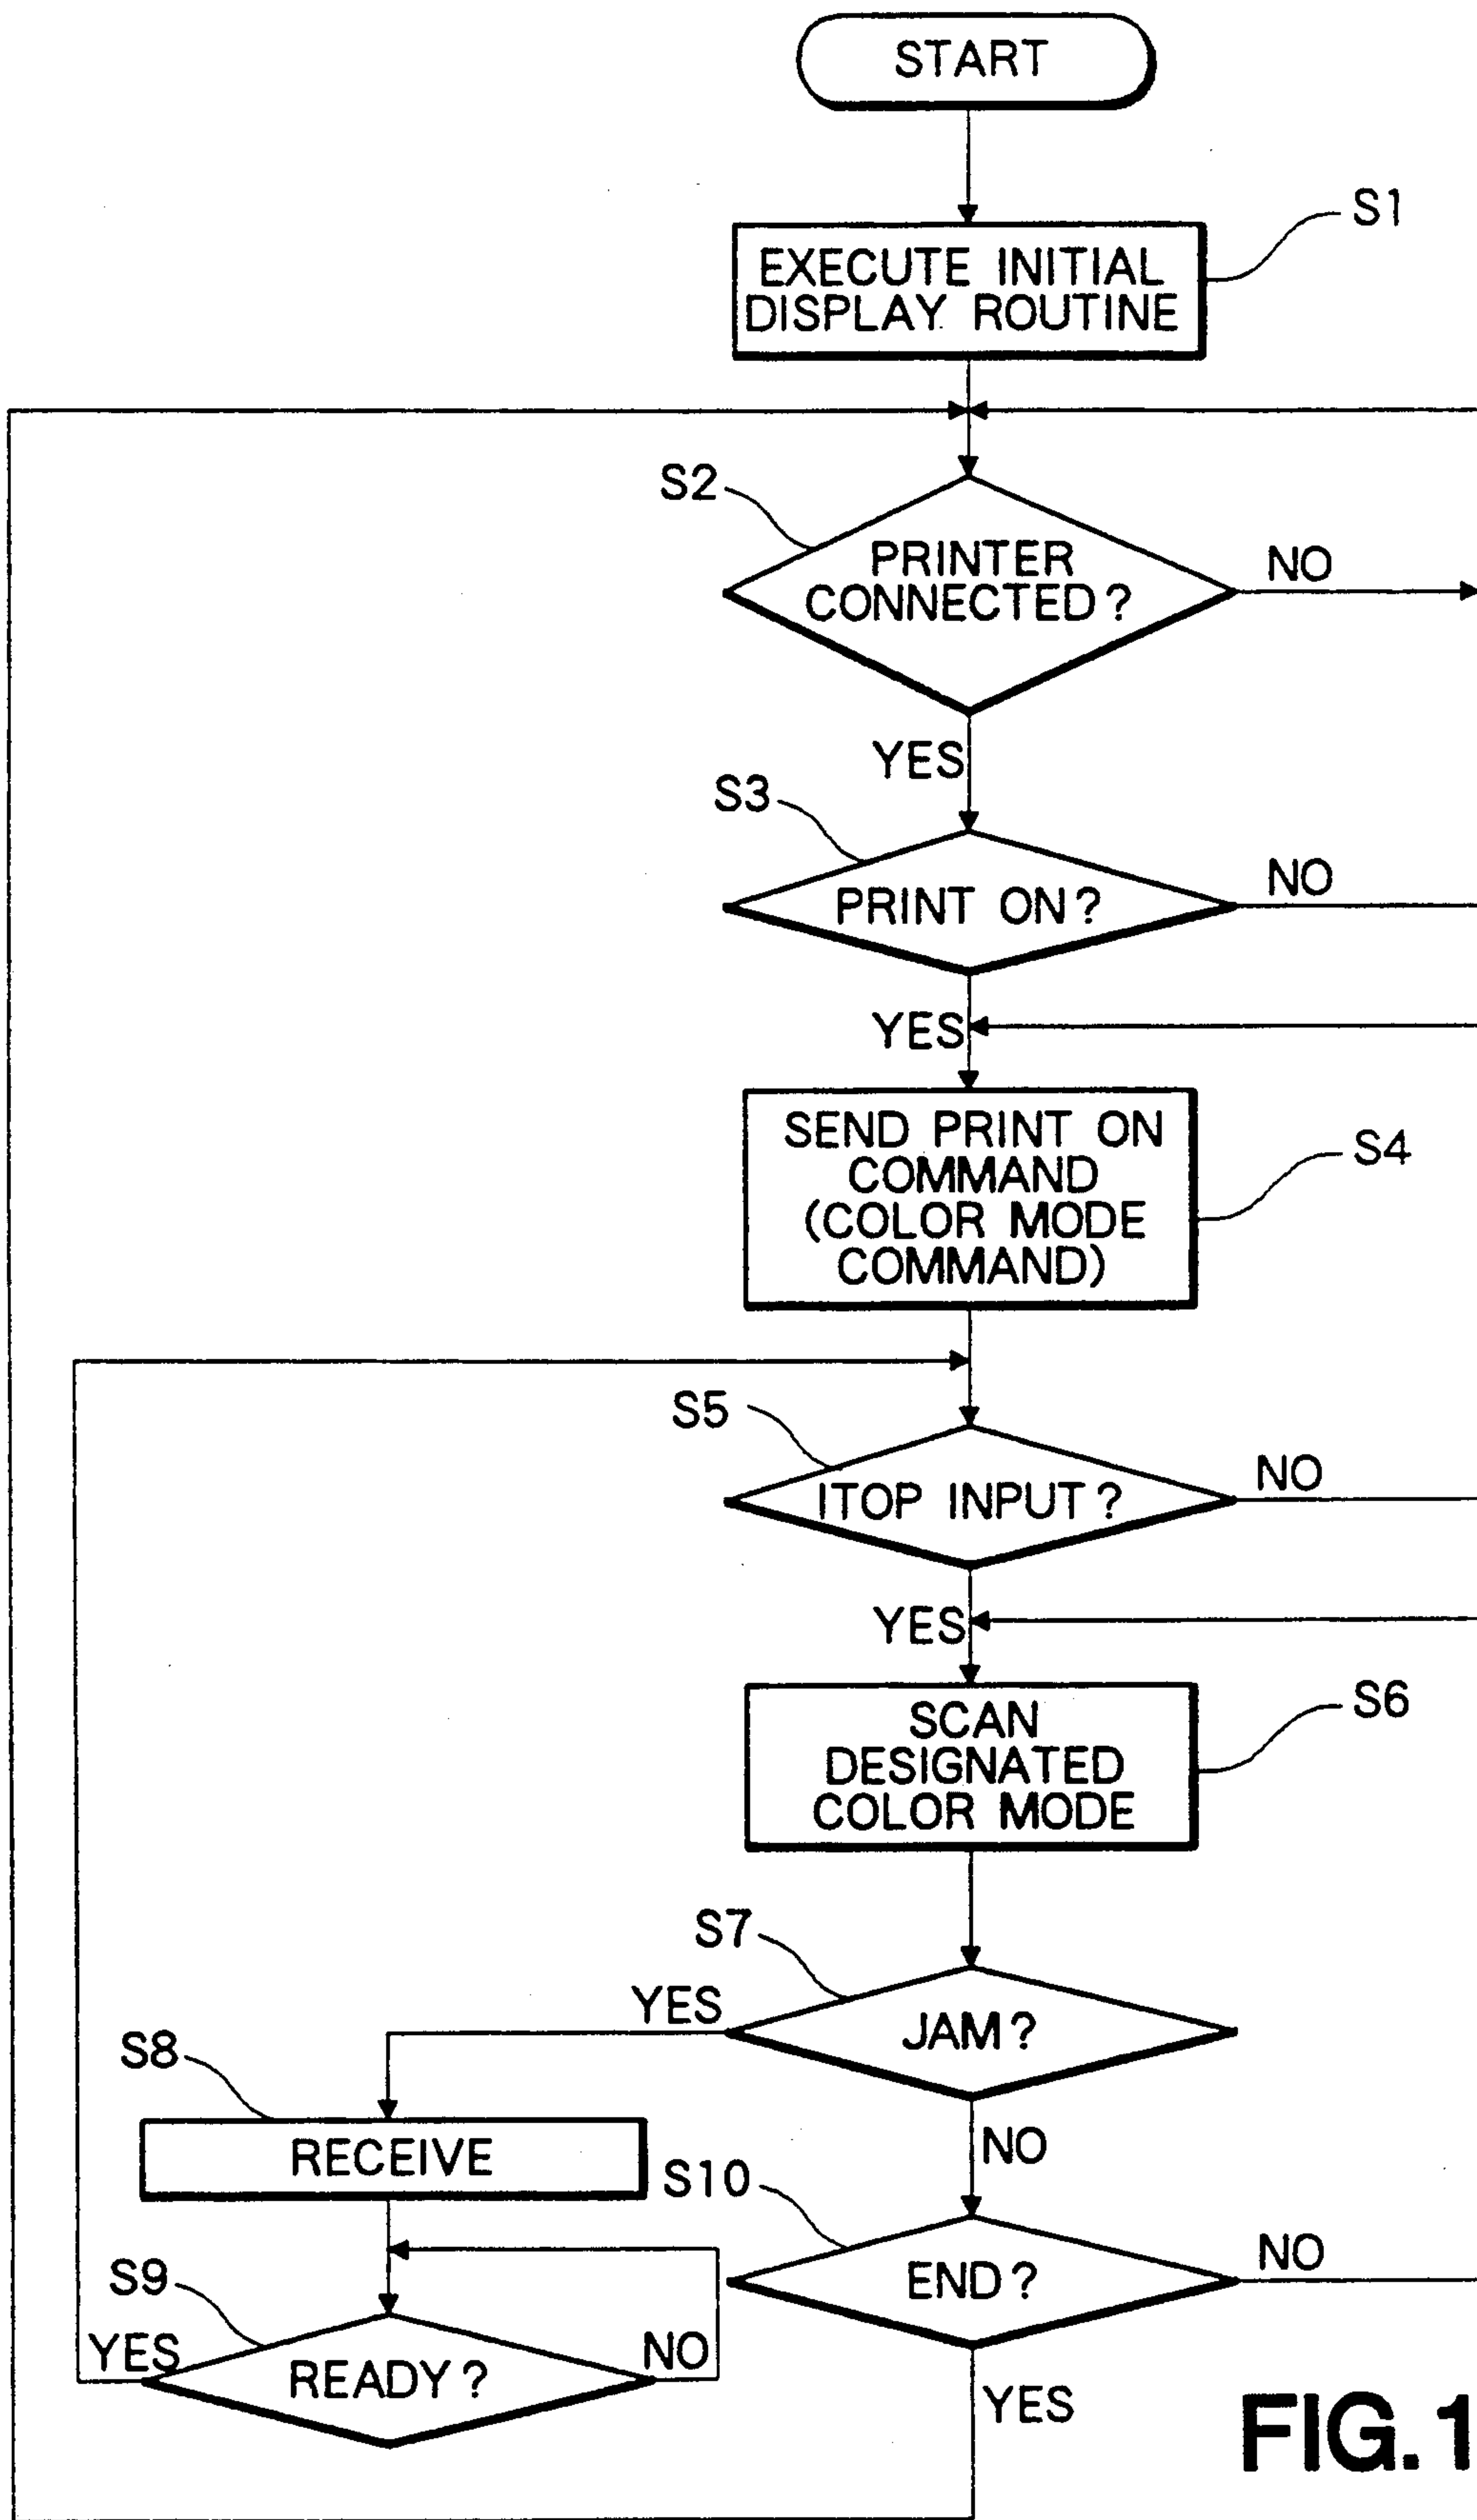 START
S1
EXECUTE INITIAL
DISPLAY ROUTINE
S2
PRINTER
CONNECTED?
NO
YES
S3
PRINT ON?
NO
YES
SEND PRINT ON
COMMAND
(COLOR MODE
COMMAND)
S4
S5
ITOP INPUT?
NO
YES
SCAN
DESIGNATED
COLOR MODE
S6
S7
YES
JAM?
S8
RECEIVE
NO
S10
END?
NO
S9
YES
READY?
NO
YES
FIG.1